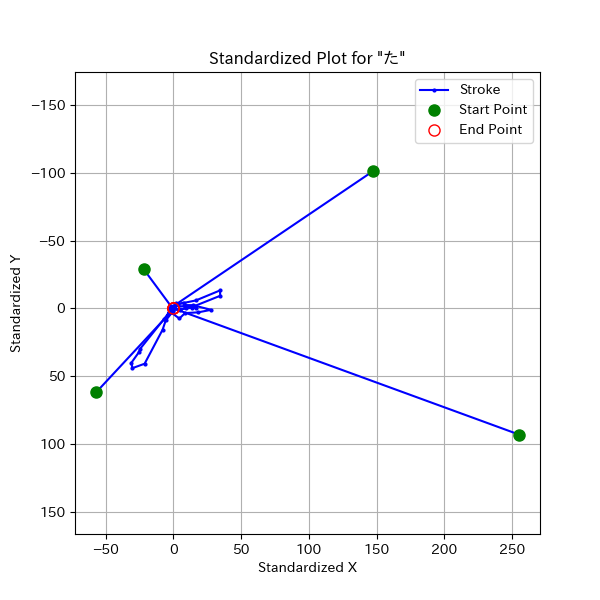 Standardized Plot for "た"
Stroke
Start Point
End Point
−150
−100
−50
0
50
100
150
Standardized Y
−50
0
50
100
150
200
250
Standardized X